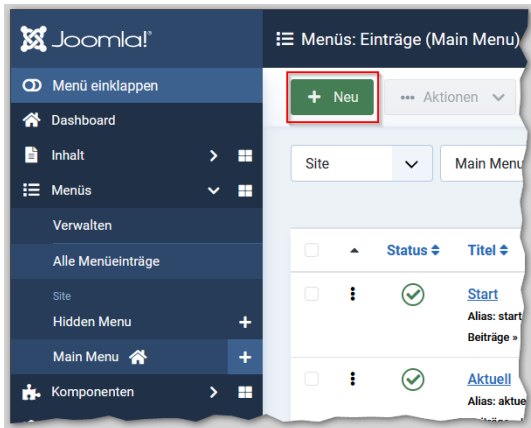 Joomla!®
Menü einklappen
Dashboard
Inhalt
Menüs
Verwalten
Alle Menüeinträge
Site
Hidden Menu
Main Menu
Komponenten
Menüs: Einträge (Main Menu)
+ Neu
Aktionen
Site
Main Menu
Status
Titel
Start
Alias: start
Beiträge »
Aktuell
Alias: aktue